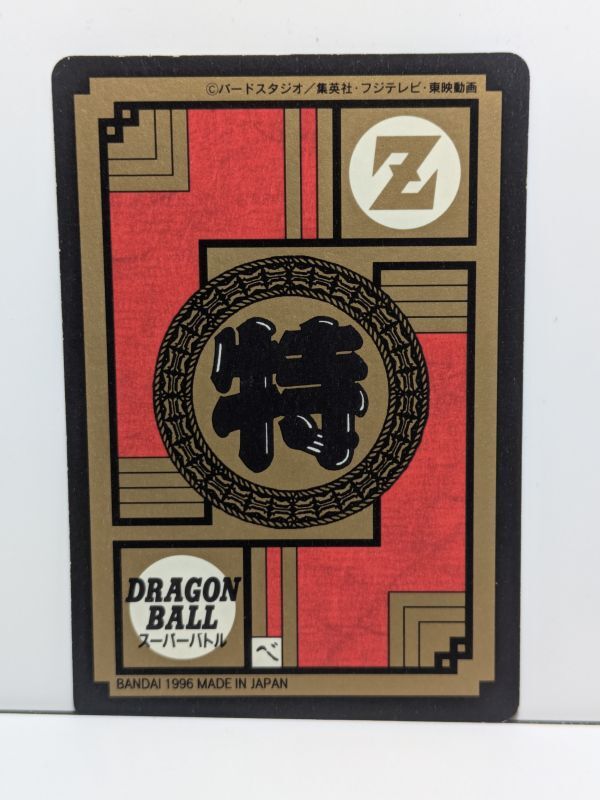 ©バードスタジオ／集英社・フジテレビ・東映動画
Z
特
DRAGON
BALL
スーパーバトル
べ
BANDAI 1996 MADE IN JAPAN